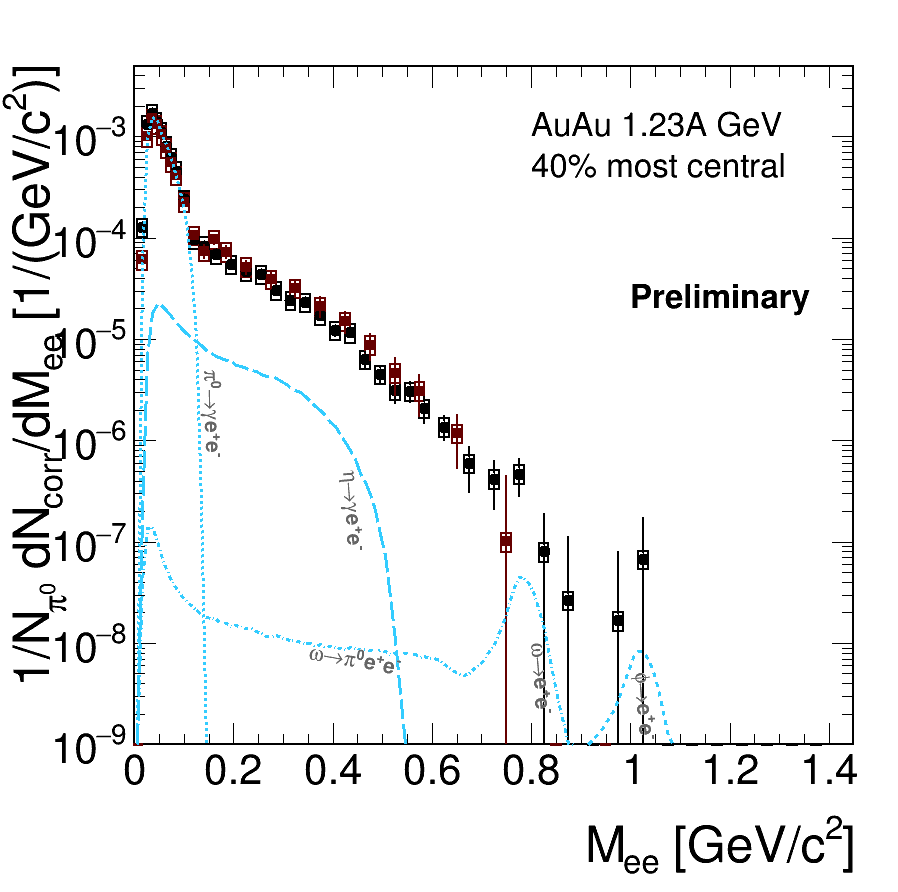 1/N_π⁰ dN_corr/dM_ee [1/(GeV/c²)]
AuAu 1.23A GeV
40% most central
Preliminary
10⁻³
10⁻⁴
10⁻⁵
10⁻⁶
10⁻⁷
10⁻⁸
10⁻⁹
π⁰→γe⁺e⁻
η→γe⁺e⁻
ω→π⁰e⁺e⁻
ω→e⁺e⁻
ϕ→e⁺e⁻
0 0.2 0.4 0.6 0.8 1 1.2 1.4
M_ee [GeV/c²]